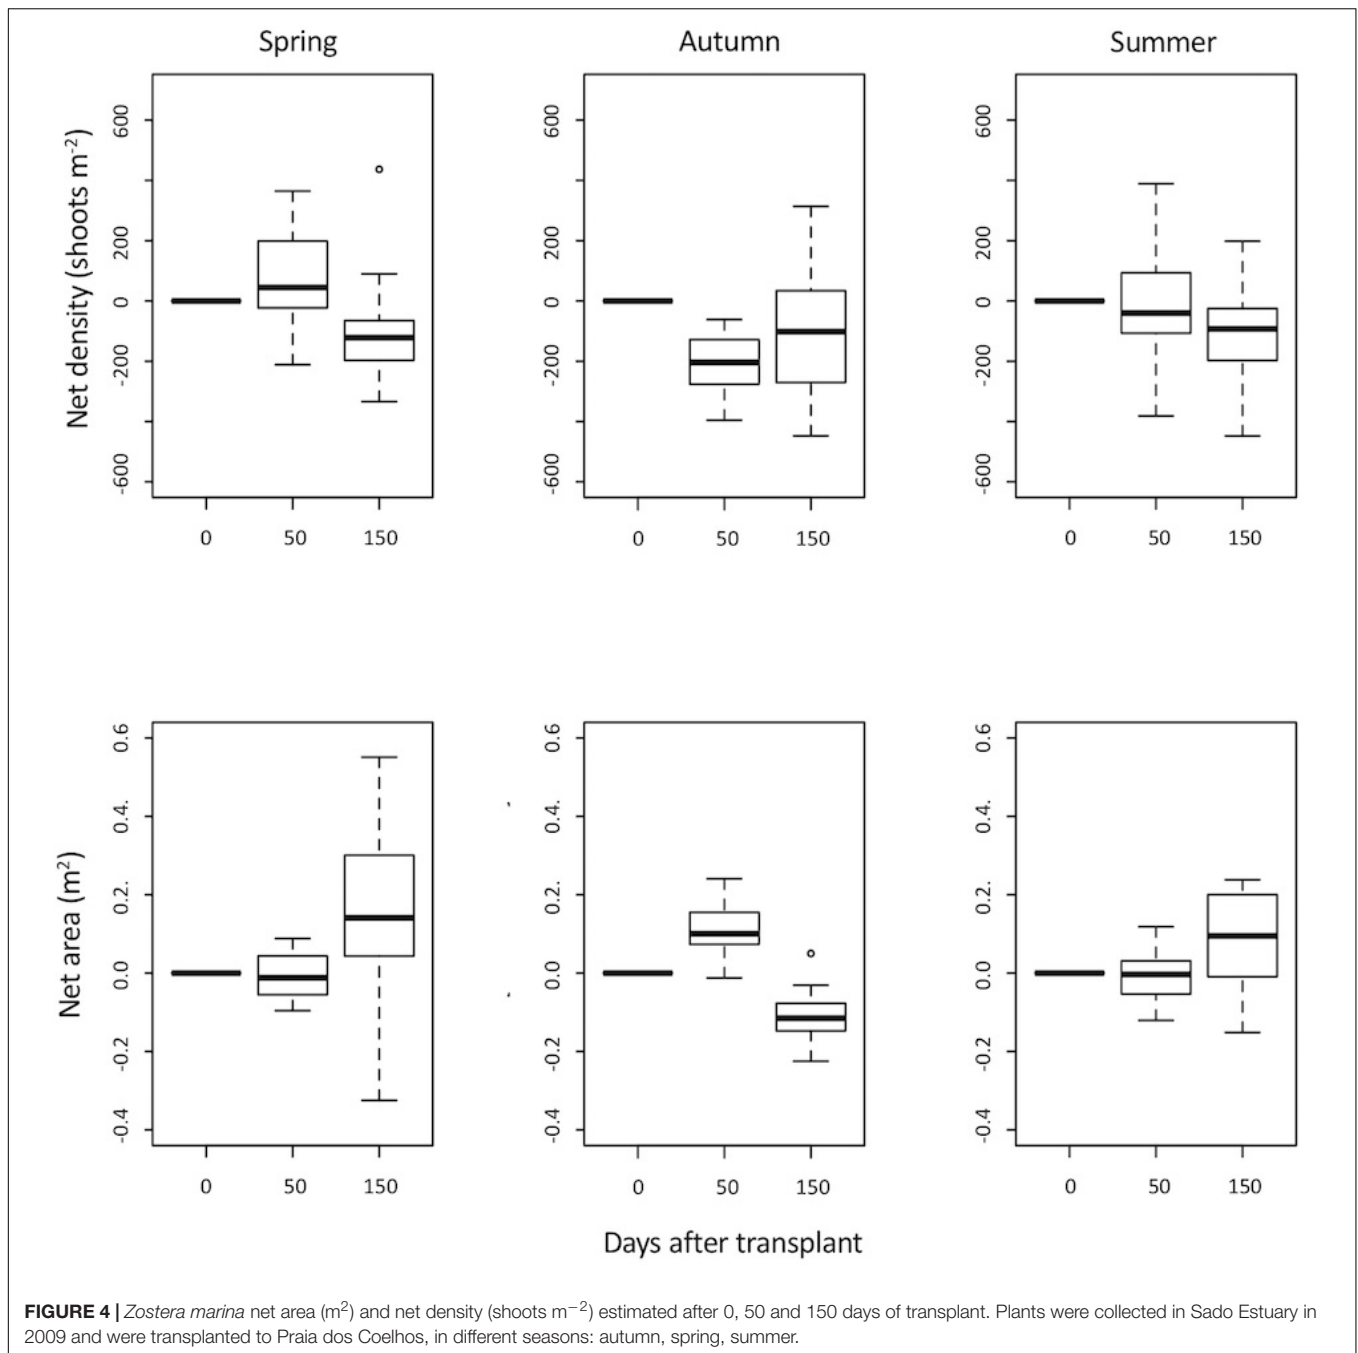 Spring Autumn Summer
Net density (shoots m-2)
600 200 0 -200 -600
600 200 0 -200 -600
600 200 0 -200 -600
0 50 150 0 50 150 0 50 150
Net area (m2)
0.6 0.4. 0.2. 0.0 -0.2 -0.4
0.6 0.4. 0.2. 0.0 -0.2 -0.4
0.6 0.4. 0.2. 0.0 -0.2 -0.4
0 50 150 0 50 150 0 50 150
Days after transplant
FIGURE 4 | Zostera marina net area (m2) and net density (shoots m−2) estimated after 0, 50 and 150 days of transplant. Plants were collected in Sado Estuary in
2009 and were transplanted to Praia dos Coelhos, in different seasons: autumn, spring, summer.